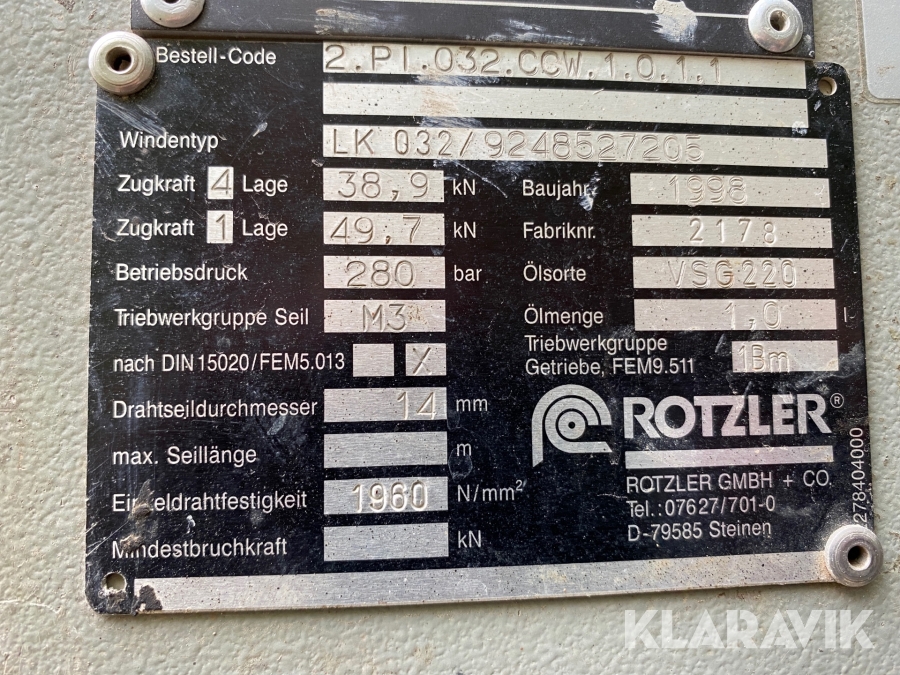 Bestell-Code 2.PI.032.CCW.1.0.1.1
Windentyp LK 032/9248527205
Zugkraft 4 Lage 38,9 kN
Baujahr. 1998
Zugkraft 1 Lage 49,7 kN
Fabriknr. 2178
Betriebsdruck 280 bar
Ölsorte VSG220
Triebwerkgruppe Seil M3
Ölmenge 1,0 l
nach DIN 15020/FEM5.013 X
Triebwerkgruppe
Getriebe, FEM9.511 1Bm
Drahtseildurchmesser 14 mm
max. Seillänge m
Einzeldrahtfestigkeit 1960 N/mm²
Mindestbruchkraft kN
ROTZLER®
ROTZLER GMBH + CO.
Tel.: 07627/701-0
D-79585 Steinen
2278404000
KLARAVIK